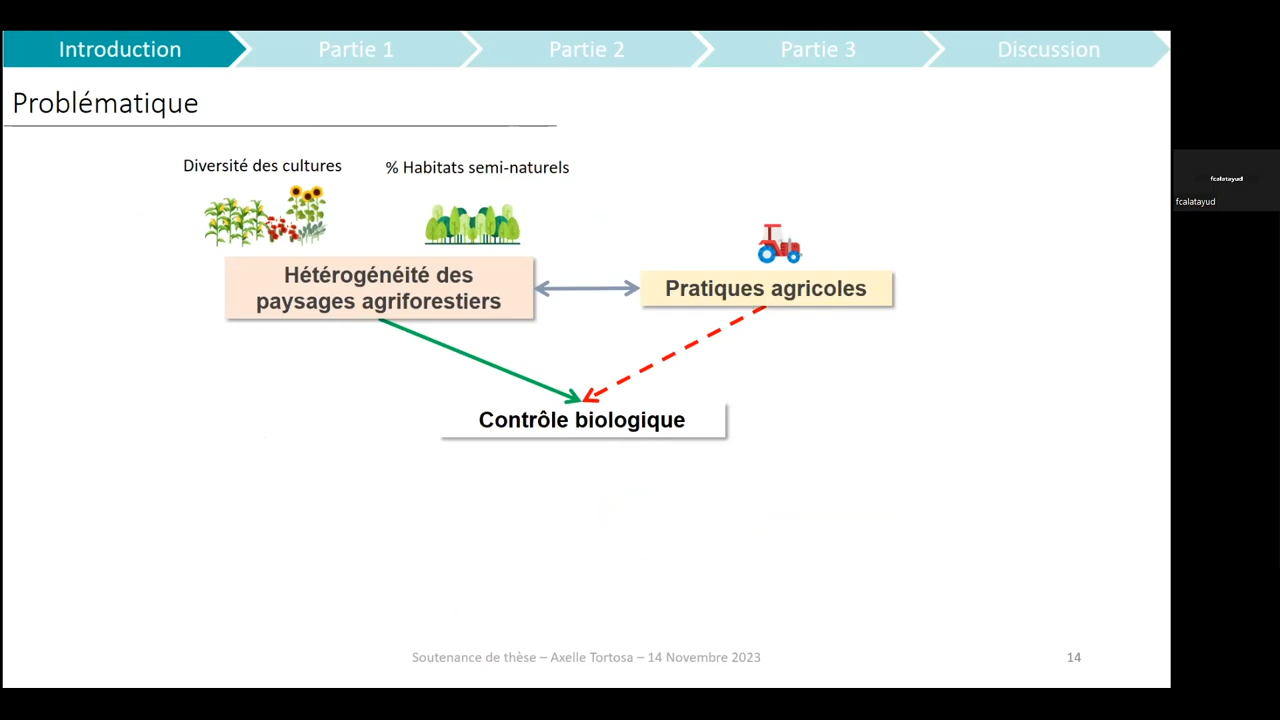 Introduction
Partie 1
Partie 2
Partie 3
Discussion
Problématique
Diversité des cultures
% Habitats semi-naturels
Hétérogénéité des
paysages agriforestiers
Pratiques agricoles
Contrôle biologique
Soutenance de thèse – Axelle Tortosa – 14 Novembre 2023
14
fcalatayud
fcalatayud